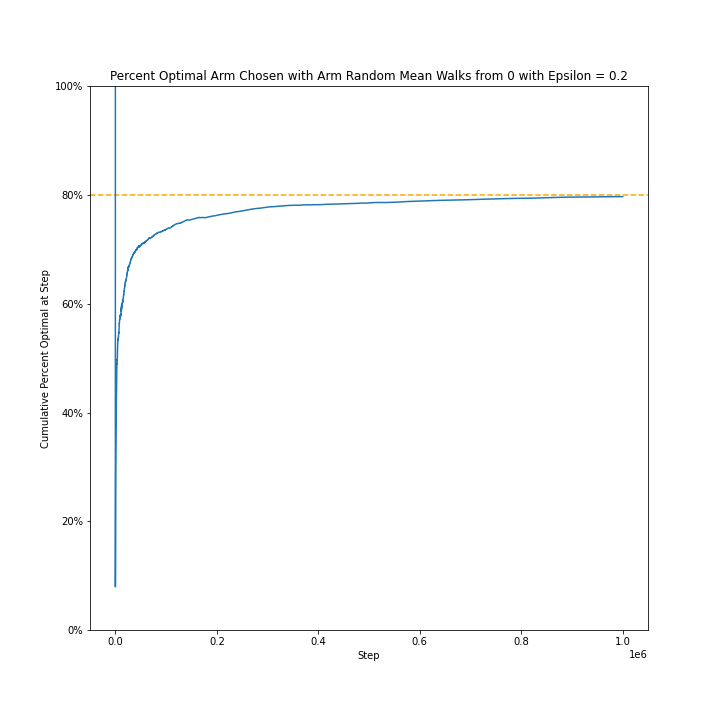 Percent Optimal Arm Chosen with Arm Random Mean Walks from 0 with Epsilon = 0.2
100%
80%
60%
40%
20%
0%
Cumulative Percent Optimal at Step
0.0 0.2 0.4 0.6 0.8 1.0
1e6
Step